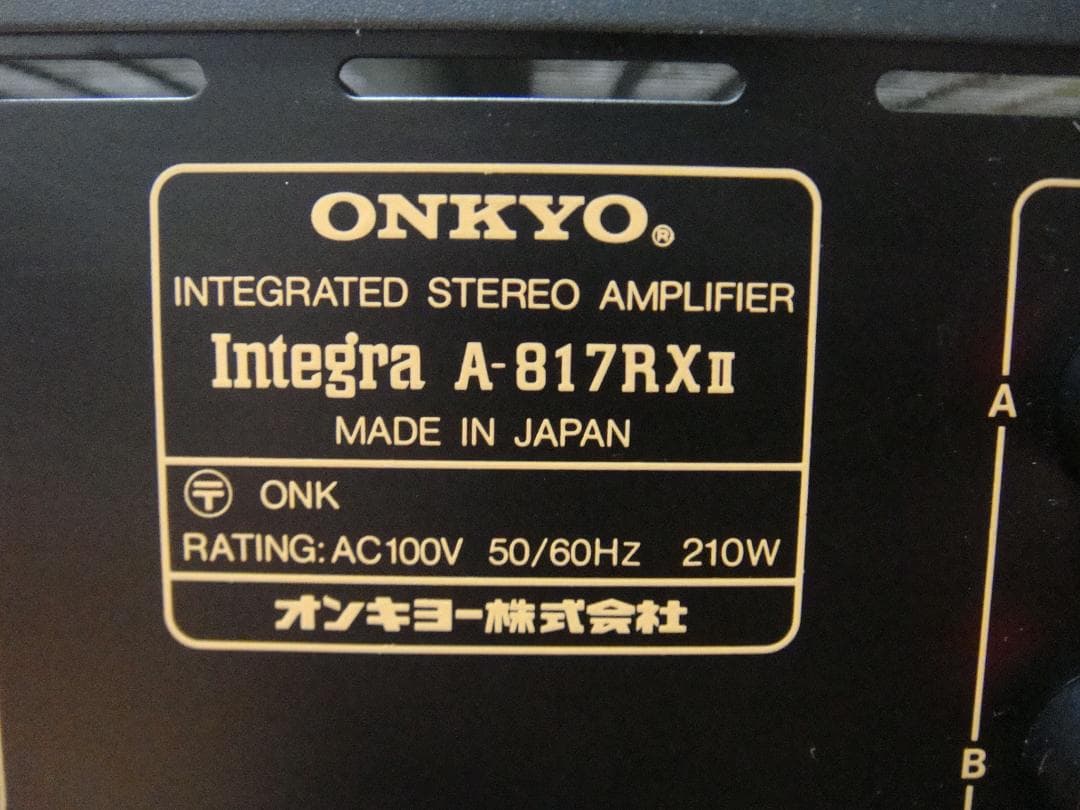 ONKYO®
INTEGRATED STEREO AMPLIFIER
Integra A-817RXⅡ
MADE IN JAPAN
〶 ONK
RATING: AC100V 50/60Hz 210W
オンキヨー株式会社
A
B